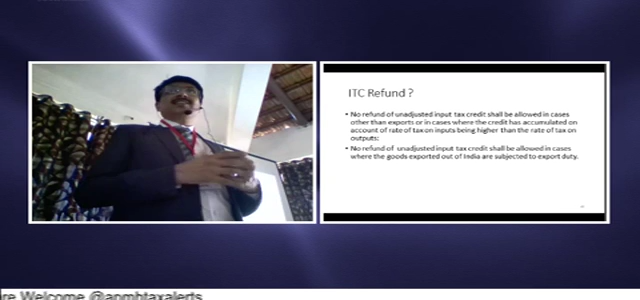 ITC Refund ?
• No refund of unadjusted input tax credit shall be allowed in cases
other than exports or in cases where the credit has accumulated on
account of rate of tax on inputs being higher than the rate of tax on
outputs:
• No refund of unadjusted input tax credit shall be allowed in cases
where the goods exported out of India are subjected to export duty.
re Welcome @apmhtaxalerts